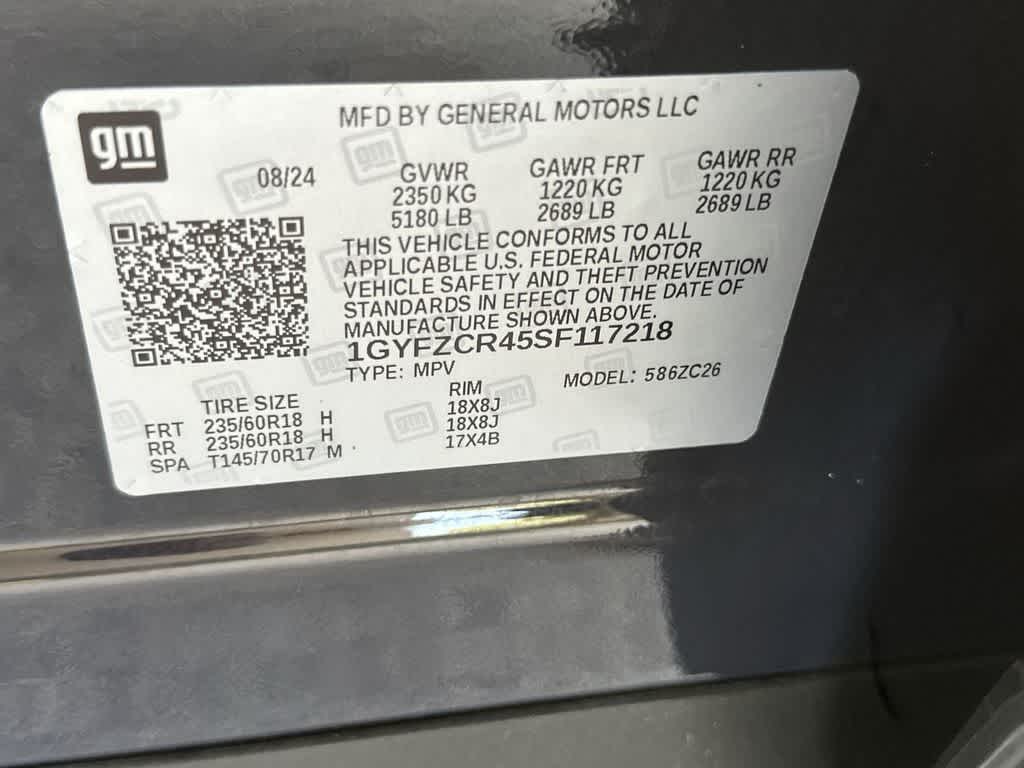 gm
MFD BY GENERAL MOTORS LLC
08/24
GVWR GAWR FRT GAWR RR
2350 KG 1220 KG 1220 KG
5180 LB 2689 LB 2689 LB
THIS VEHICLE CONFORMS TO ALL
APPLICABLE U.S. FEDERAL MOTOR
VEHICLE SAFETY AND THEFT PREVENTION
STANDARDS IN EFFECT ON THE DATE OF
MANUFACTURE SHOWN ABOVE.
1GYFZCR45SF117218
TYPE: MPV MODEL: 586ZC26
TIRE SIZE RIM
FRT 235/60R18 H 18X8J
RR 235/60R18 H 18X8J
SPA T145/70R17 M 17X4B